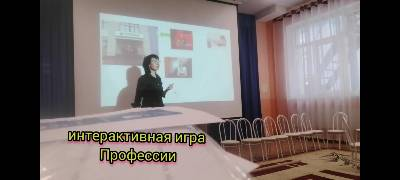 интерактивная игра
Профессии